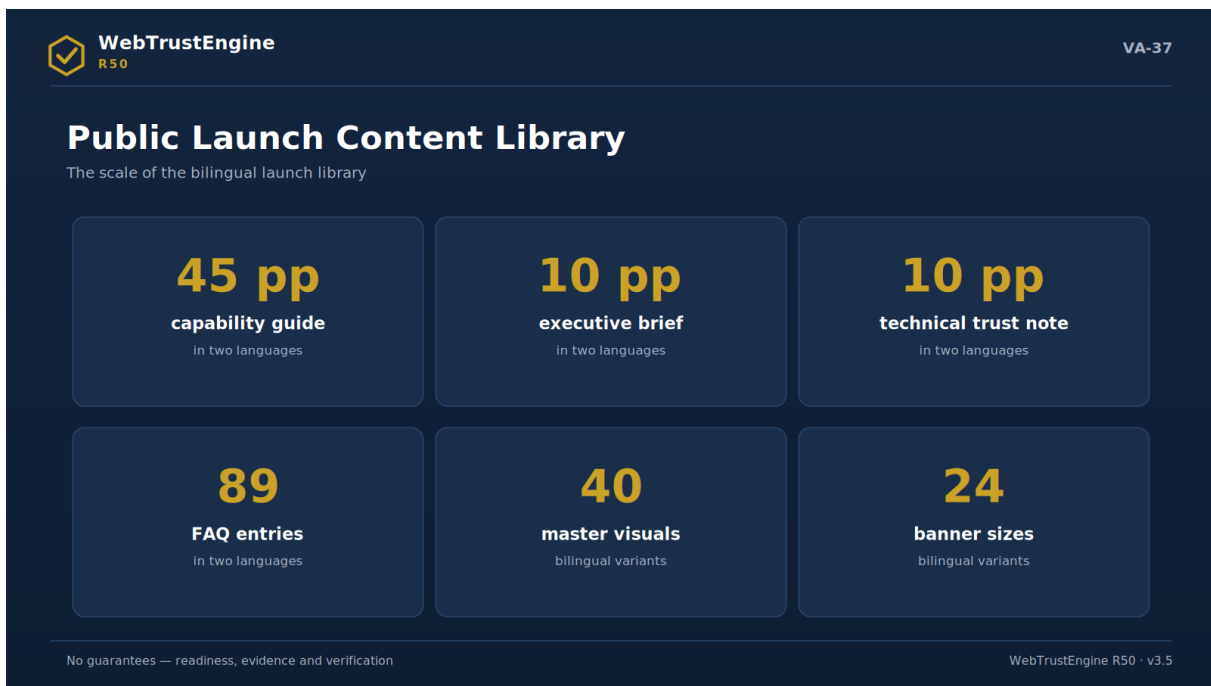 WebTrustEngine
R50
VA-37
Public Launch Content Library
The scale of the bilingual launch library
45 pp
capability guide
in two languages
10 pp
executive brief
in two languages
10 pp
technical trust note
in two languages
89
FAQ entries
in two languages
40
master visuals
bilingual variants
24
banner sizes
bilingual variants
No guarantees — readiness, evidence and verification
WebTrustEngine R50 · v3.5